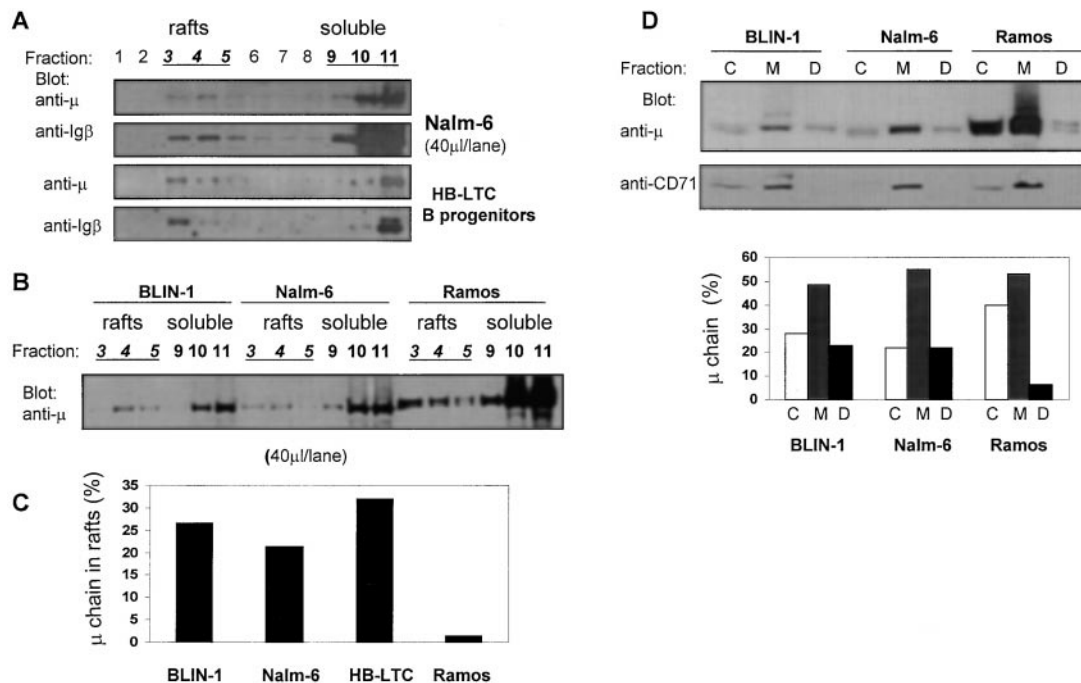 A
rafts soluble
Fraction: 1 2 3 4 5 6 7 8 9 10 11
Blot:
anti-μ
anti-Igβ
Nalm-6
(40μl/lane)
anti-μ
HB-LTC
B progenitors
anti-Igβ
B
BLIN-1 Nalm-6 Ramos
rafts soluble rafts soluble rafts soluble
Fraction: 3 4 5 9 10 11 3 4 5 9 10 11 3 4 5 9 10 11
Blot:
anti-μ
(40μl/lane)
C
μ chain in rafts (%)
35
30
25
20
15
10
5
0
BLIN-1 Nalm-6 HB-LTC Ramos
D
BLIN-1 Nalm-6 Ramos
Fraction: C M D C M D C M D
Blot:
anti-μ
anti-CD71
μ chain (%)
60
50
40
30
20
10
0
C M D C M D C M D
BLIN-1 Nalm-6 Ramos